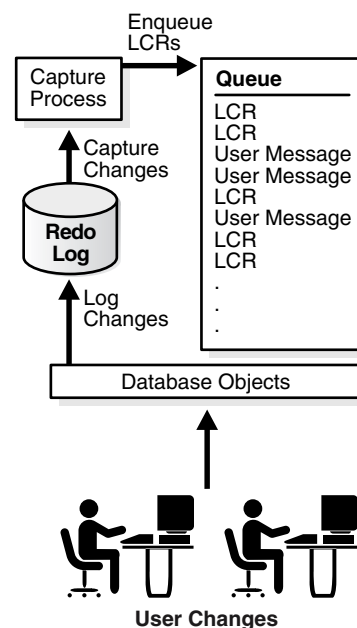 Enqueue
LCRs
Capture
Process
Queue
LCR
LCR
User Message
User Message
LCR
User Message
LCR
LCR
.
.
.
Capture
Changes
Redo
Log
Log
Changes
Database Objects
User Changes